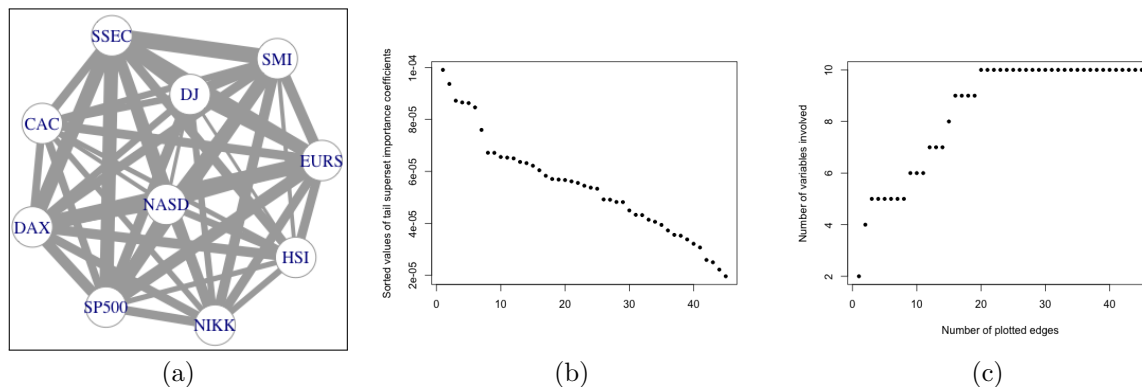 SSEC
SMI
DJ
CAC
EURS
NASD
DAX
HSI
SP500
NIKK
(a)
Sorted values of tail superset importance coefficients
2e-05 4e-05 6e-05 8e-05 1e-04
0 10 20 30 40
(b)
Number of variables involved
2 4 6 8 10
0 10 20 30 40
Number of plotted edges
(c)